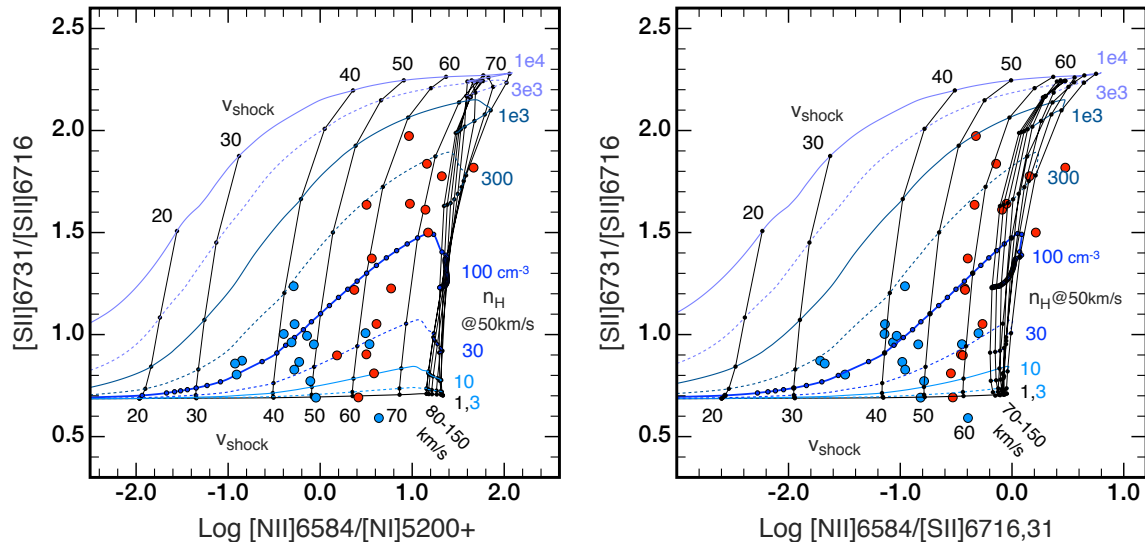 2.5
2.0
1.5
1.0
0.5
[SII]6731/[SII]6716
-2.0
-1.0
0.0
1.0
2.0
Log [NII]6584/[NI]5200+
v_shock
20
30
40
50
60
70
1e4
3e3
1e3
300
100 cm⁻³
n_H
@50km/s
30
10
1,3
20
30
40
50
60
70
80-150
km/s
v_shock
2.5
2.0
1.5
1.0
0.5
[SII]6731/[SII]6716
-2.0
-1.0
0.0
1.0
Log [NII]6584/[SII]6716,31
v_shock
20
30
40
50
60
1e4
3e3
1e3
300
100 cm⁻³
n_H
@50km/s
30
10
1,3
20
30
40
50
60
70-150
km/s
v_shock